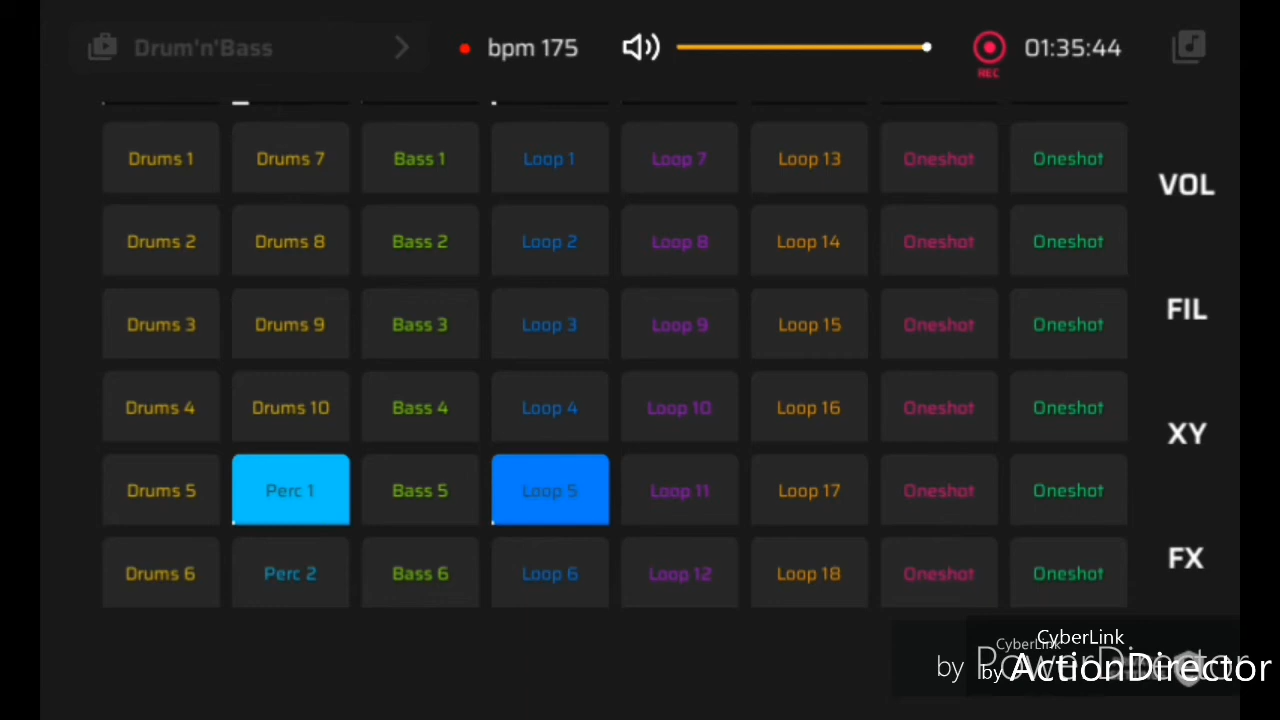 Drum'n'Bass bpm 175 REC 01:35:44
Drums 1 Drums 7 Bass 1 Loop 1 Loop 7 Loop 13 Oneshot Oneshot
VOL
Drums 2 Drums 8 Bass 2 Loop 2 Loop 8 Loop 14 Oneshot Oneshot
FIL
Drums 3 Drums 9 Bass 3 Loop 3 Loop 9 Loop 15 Oneshot Oneshot
Drums 4 Drums 10 Bass 4 Loop 4 Loop 10 Loop 16 Oneshot Oneshot
XY
Drums 5 Perc 1 Bass 5 Loop 5 Loop 11 Loop 17 Oneshot Oneshot
FX
Drums 6 Perc 2 Bass 6 Loop 6 Loop 12 Loop 18 Oneshot Oneshot
CyberLink
by PowerDirector
CyberLink
by ActionDirector